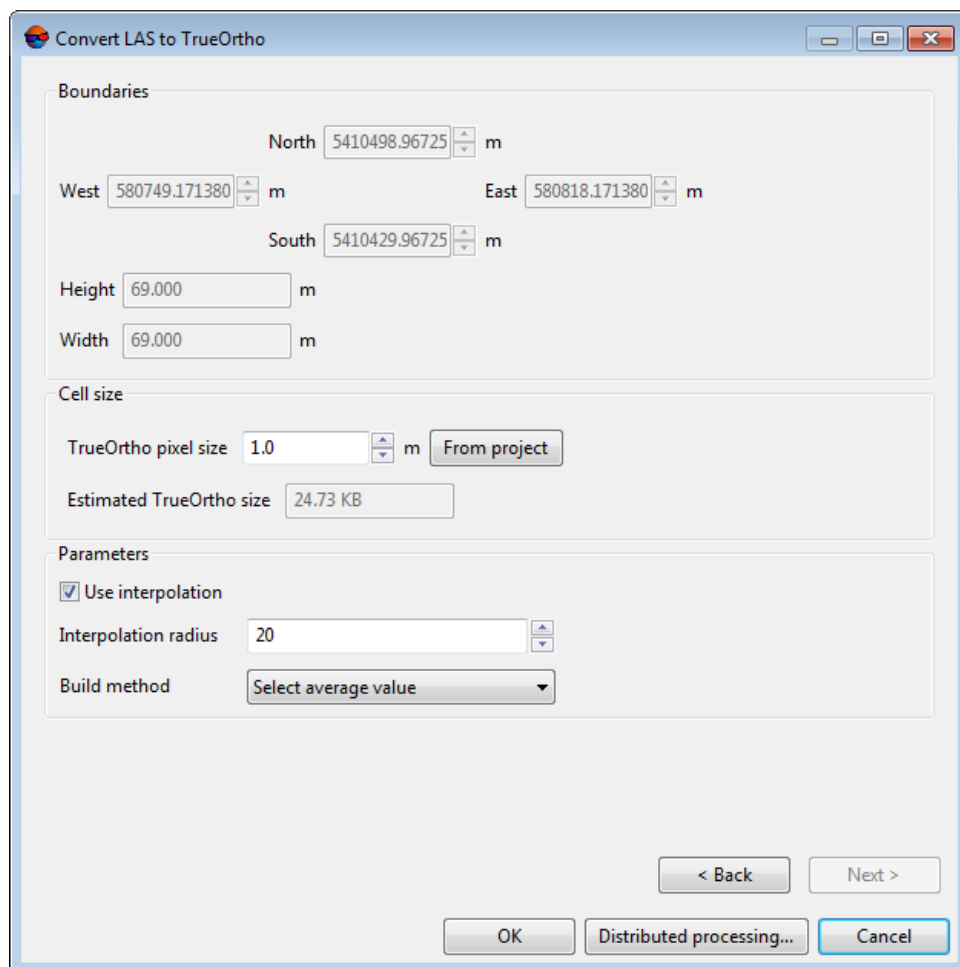 Convert LAS to TrueOrtho
Boundaries
North 5410498.96725 m
West 580749.171380 m East 580818.171380 m
South 5410429.96725 m
Height 69.000 m
Width 69.000 m
Cell size
TrueOrtho pixel size 1.0 m From project
Estimated TrueOrtho size 24.73 KB
Parameters
Use interpolation
Interpolation radius 20
Build method Select average value
< Back Next >
OK Distributed processing... Cancel